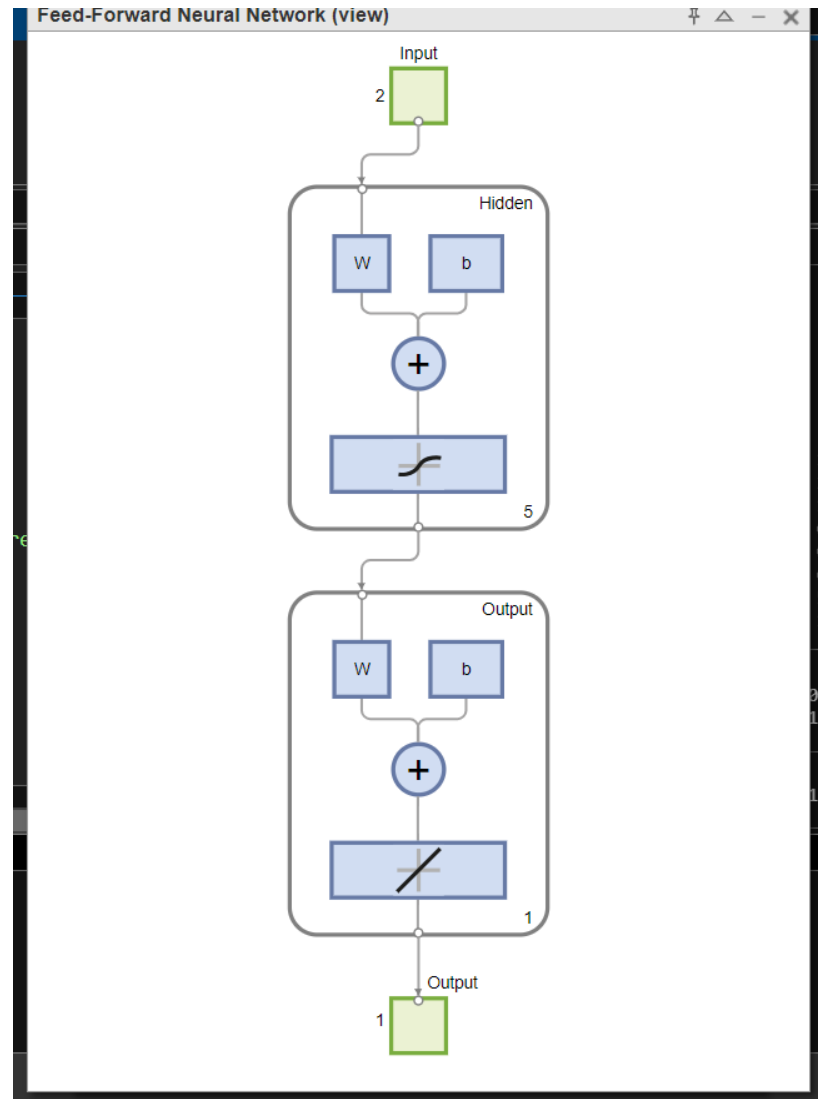 Feed-Forward Neural Network (view)
Input
2
Hidden
W b
+
5
Output
W b
+
1
Output
1